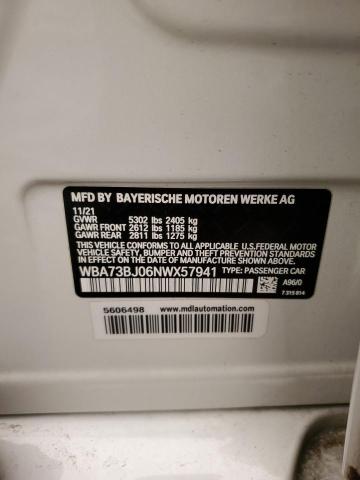 MFD BY BAYERISCHE MOTOREN WERKE AG
11/21
GVWR 5302 lbs 2405 kg
GAWR FRONT 2612 lbs 1185 kg
GAWR REAR 2811 lbs 1275 kg
THIS VEHICLE CONFORMS TO ALL APPLICABLE U.S.FEDERAL MOTOR
VEHICLE SAFETY, BUMPER, AND THEFT PREVENTION STANDARDS IN
EFFECT ON THE DATE OF MANUFACTURE SHOWN ABOVE.
WBA73BJ06NWX57941 TYPE: PASSENGER CAR
A96/0
7 315 814
5606498 www.mdlautomation.com